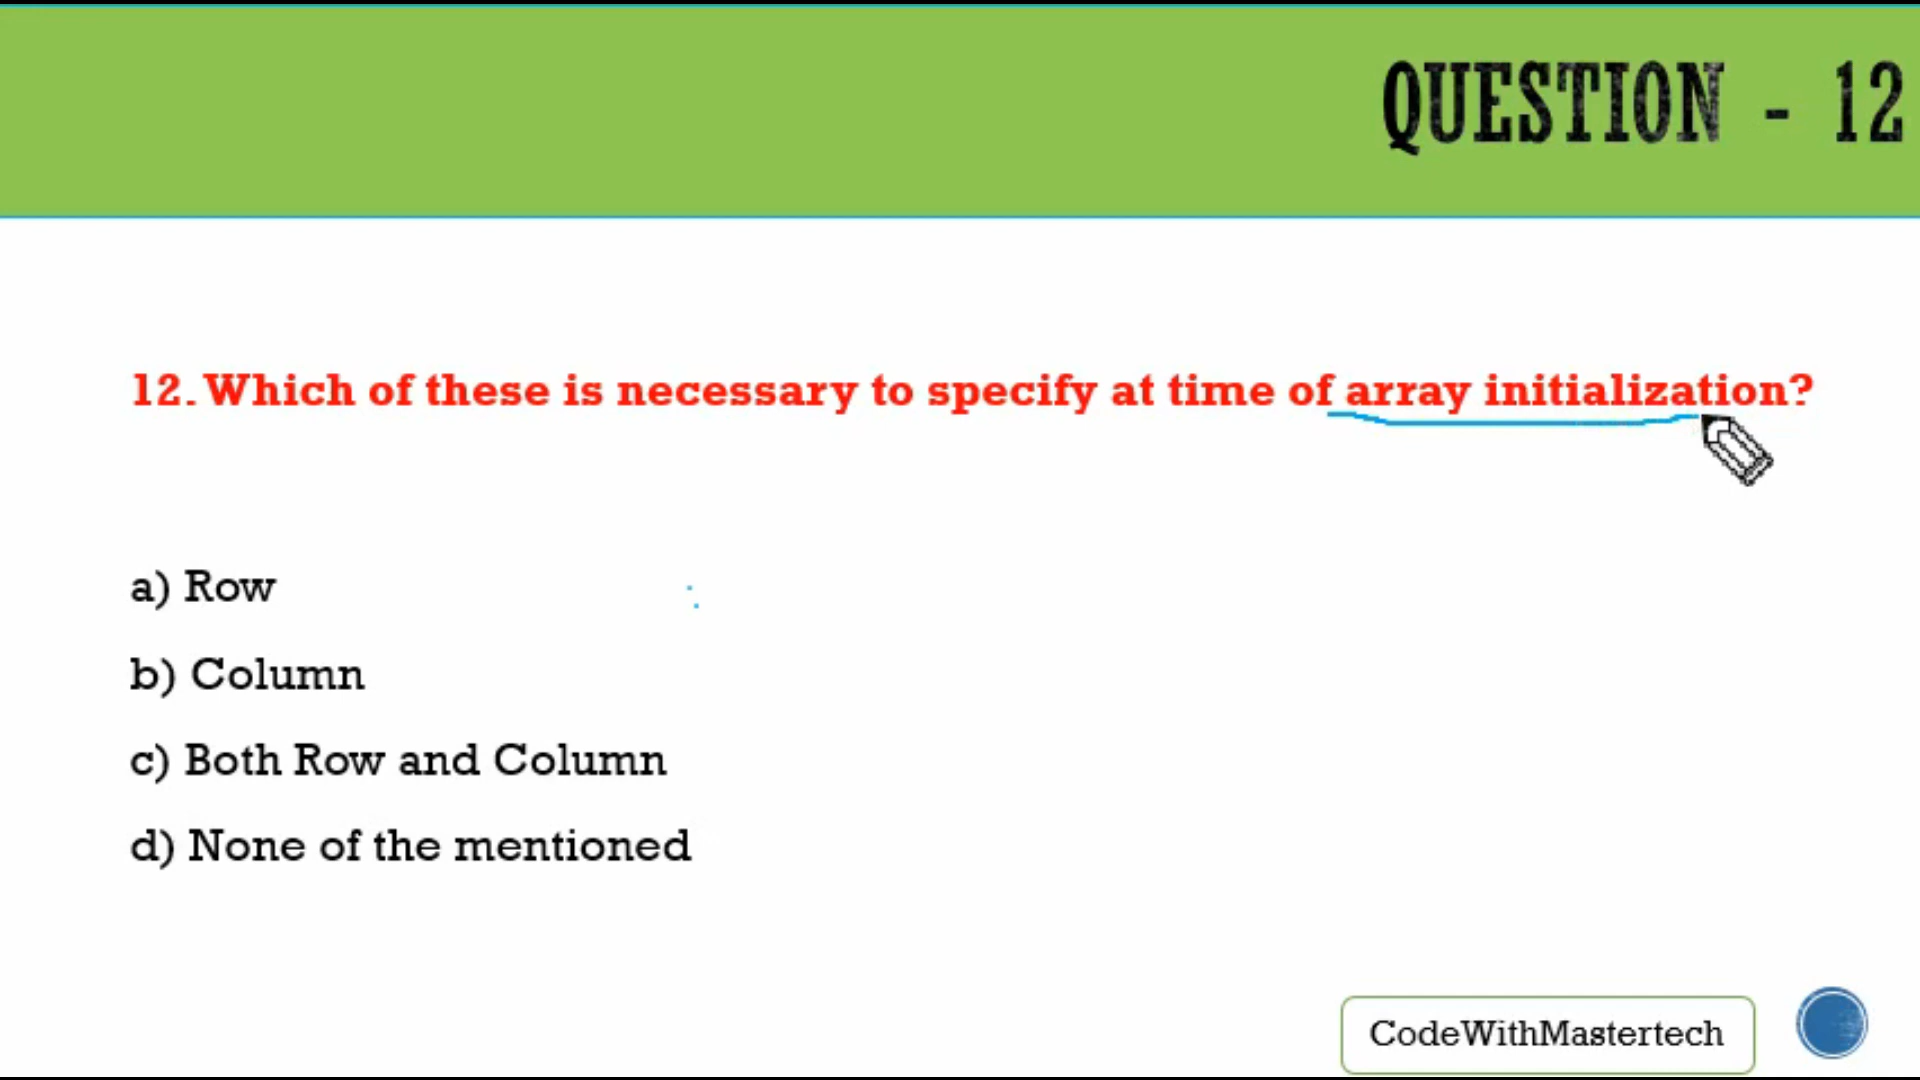 QUESTION - 12
12. Which of these is necessary to specify at time of array initialization?
a) Row
b) Column
c) Both Row and Column
d) None of the mentioned
CodeWithMastertech